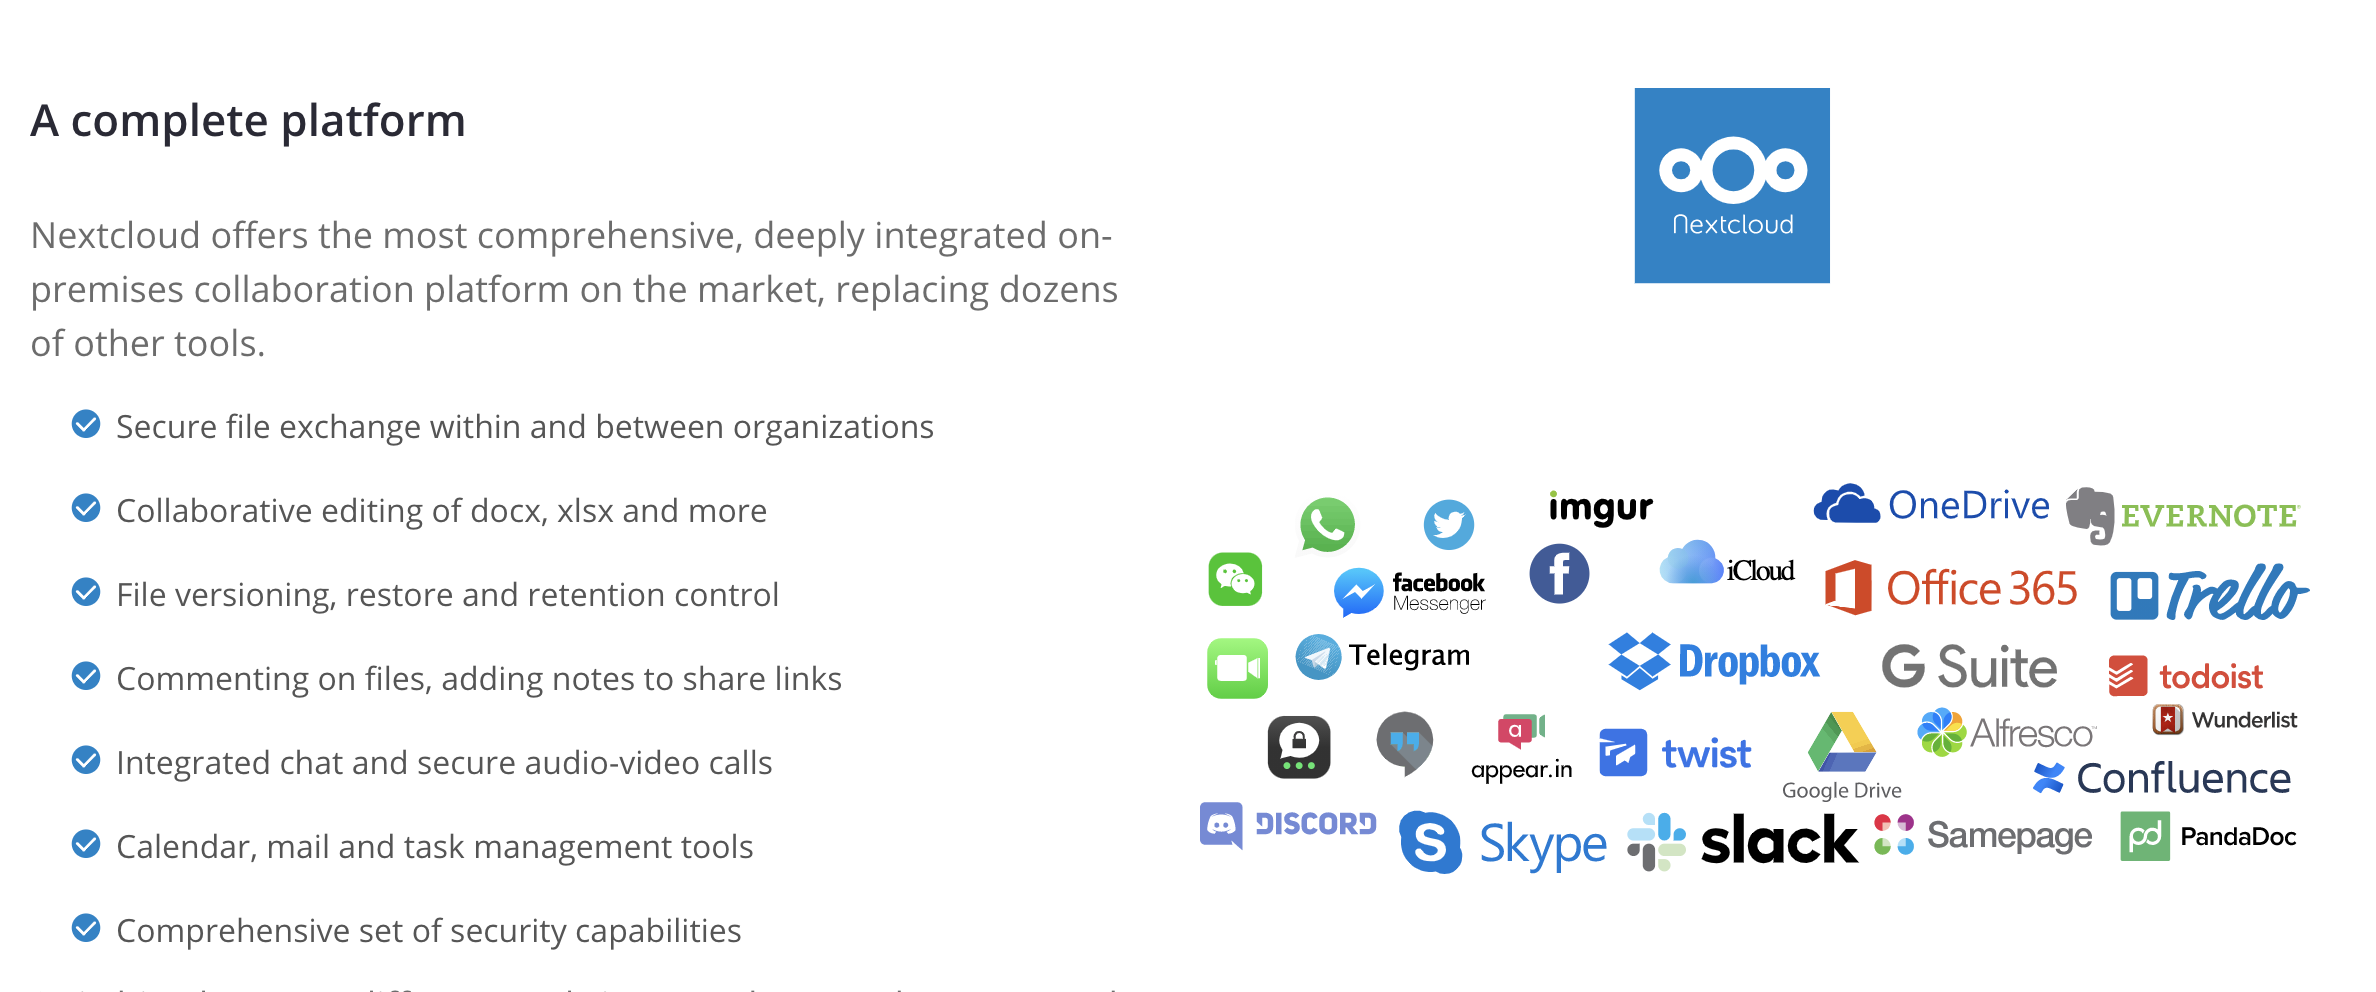 A complete platform
Nextcloud offers the most comprehensive, deeply integrated on-
premises collaboration platform on the market, replacing dozens
of other tools.
Secure file exchange within and between organizations
Collaborative editing of docx, xlsx and more
File versioning, restore and retention control
Commenting on files, adding notes to share links
Integrated chat and secure audio-video calls
Calendar, mail and task management tools
Comprehensive set of security capabilities
Nextcloud
imgur
OneDrive
EVERNOTE
facebook
Messenger
f
iCloud
Office 365
Trello
Telegram
Dropbox
G Suite
todoist
a
appear.in
twist
Google Drive
Alfresco™
Wunderlist
Confluence
DISCORD
S
Skype
slack
Samepage
pd
PandaDoc